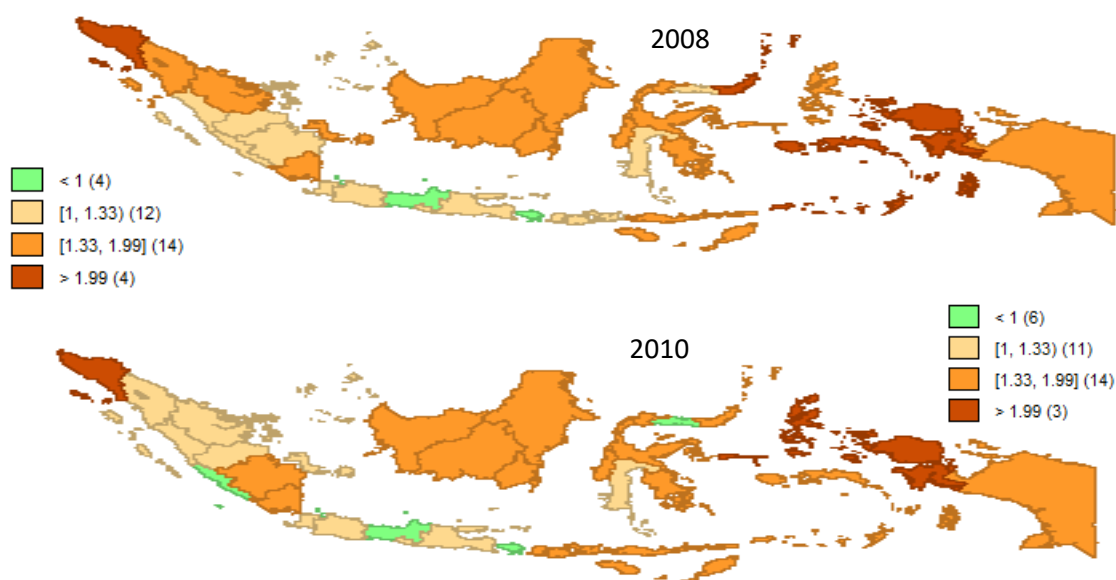 2008
< 1 (4)
[1, 1.33) (12)
[1.33, 1.99] (14)
> 1.99 (4)
2010
< 1 (6)
[1, 1.33) (11)
[1.33, 1.99] (14)
> 1.99 (3)